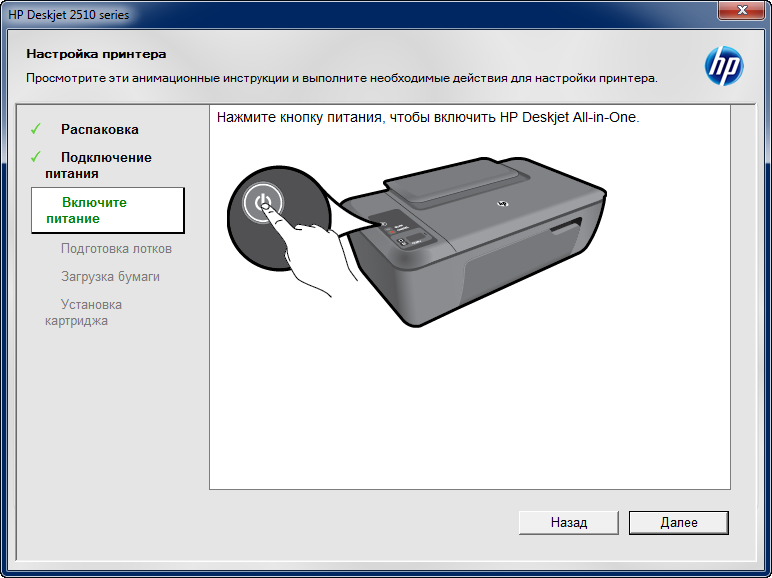 HP Deskjet 2510 series
Настройка принтера
Просмотрите эти анимационные инструкции и выполните необходимые действия для настройки принтера.
hp
✓ Распаковка
✓ Подключение
питания
Включите
питание
Подготовка лотков
Загрузка бумаги
Установка
картриджа
Нажмите кнопку питания, чтобы включить HP Deskjet All-in-One.
hp
Назад
Далее